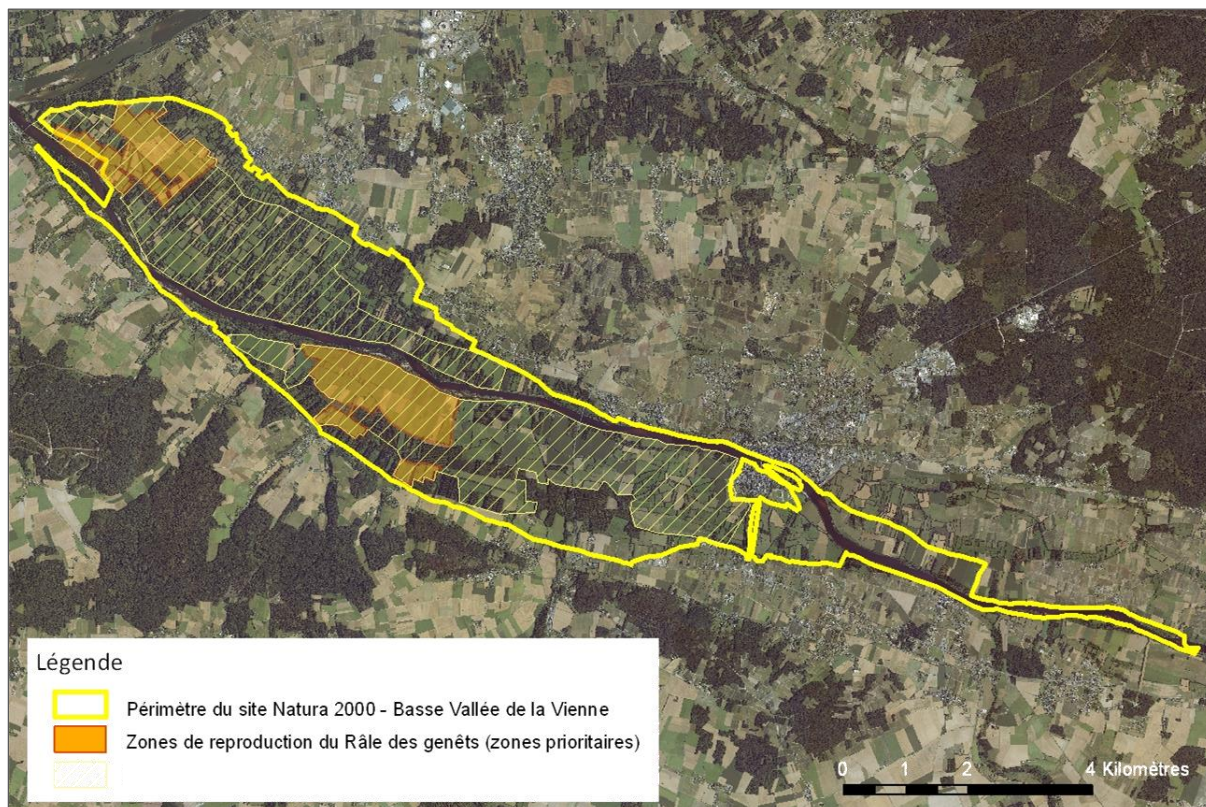 Légende
Périmètre du site Natura 2000 - Basse Vallée de la Vienne
Zones de reproduction du Râle des genêts (zones prioritaires)
0 1 2 4 Kilomètres